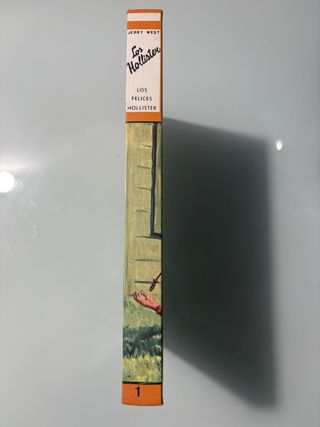 JERRY WEST
Los
Hollister
LOS
FELICES
HOLLISTER
1